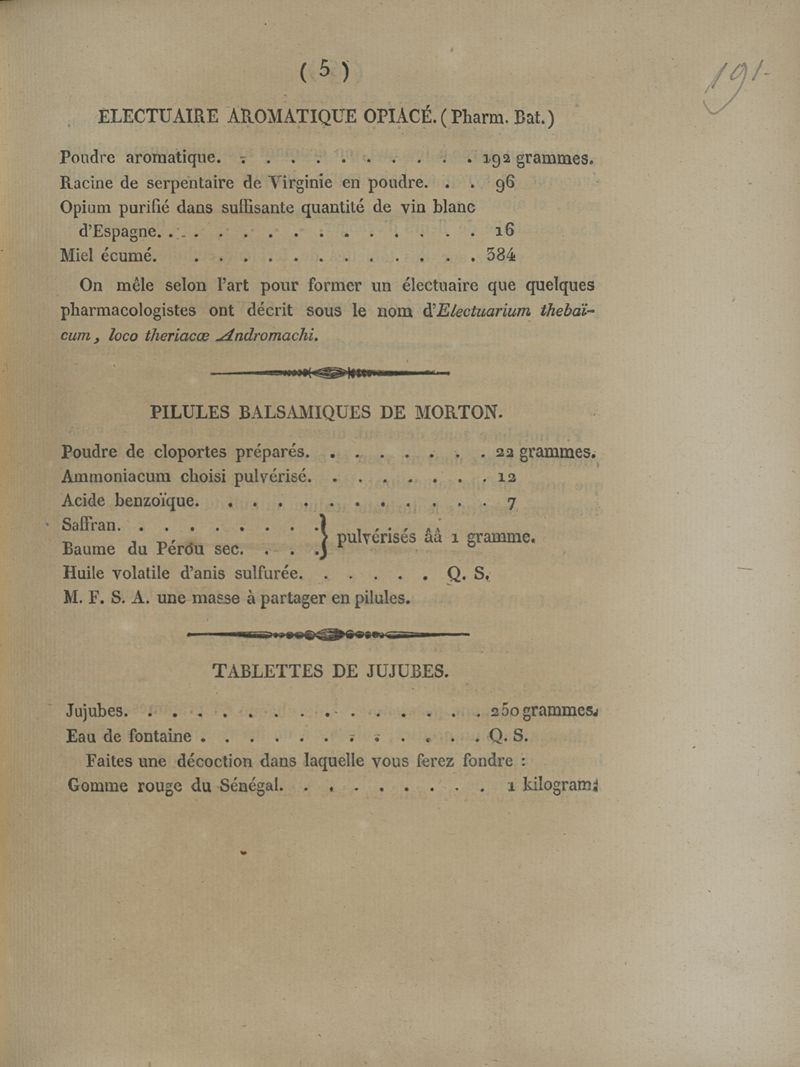 ( 5 )
191-
ÉLECTUAIRE AROMATIQUE OPIACÉ. (Pharm. Bat.)
Poudre aromatique. . . . . . . . . . . 192 grammes.
Racine de serpentaire de Virginie en poudre. . . 96
Opium purifié dans suffisante quantité de vin blanc
d'Espagne. . . . . . . . . . . . . . 16
Miel écumé. . . . . . . . . . . . . 384
On mêle selon l'art pour former un électuaire que quelques
pharmacologistes ont décrit sous le nom d'Electuarium thebaï-
cum, loco theriacæ Andromachi.
PILULES BALSAMIQUES DE MORTON.
Poudre de cloportes préparés. . . . . . . . 22 grammes.
Ammoniacum choisi pulvérisé. . . . . . . . 12
Acide benzoïque. . . . . . . . . . . . 7
Saffran. . . . . . . . .
Baume du Pérou sec. . . . } pulvérisés ââ 1 gramme.
Huile volatile d'anis sulfurée. . . . . . Q. S.
M. F. S. A. une masse à partager en pilules.
TABLETTES DE JUJUBES.
Jujubes. . . . . . . . . . . . . . . 250 grammes.
Eau de fontaine . . . . . . . . . . . . Q. S.
Faites une décoction dans laquelle vous ferez fondre :
Gomme rouge du Sénégal. . . . . . . . . 1 kilogram.